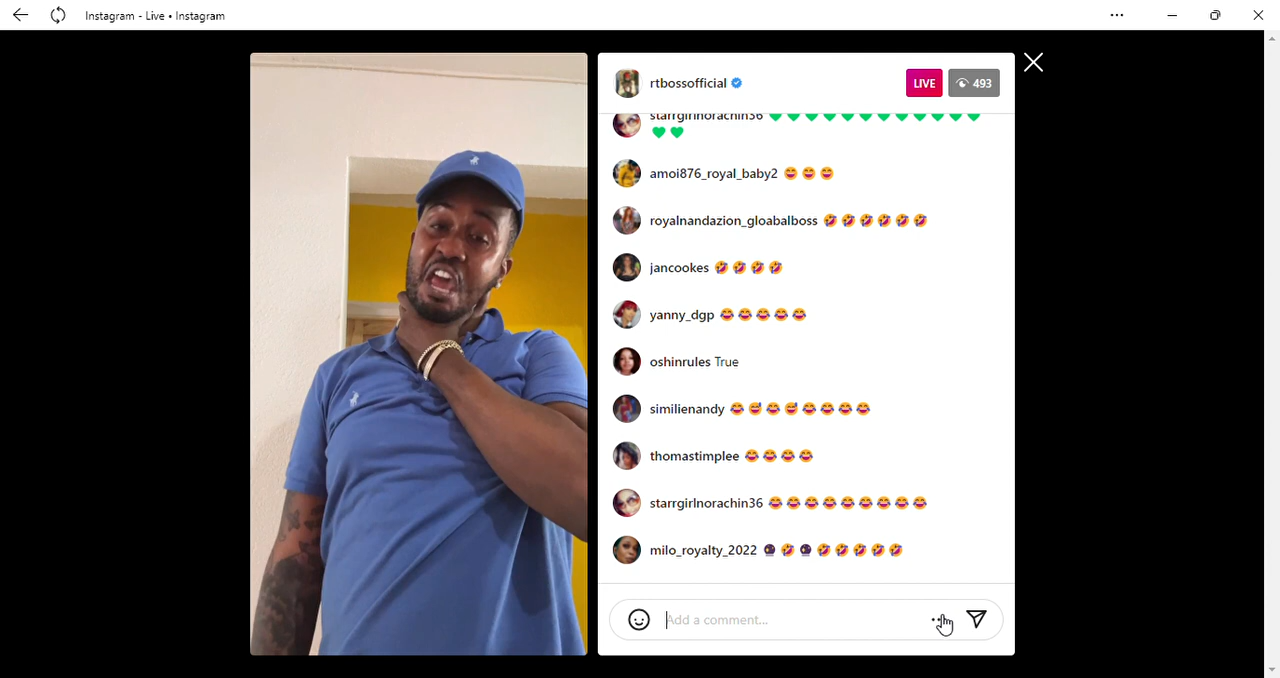 Instagram - Live • Instagram
rtbossofficial
LIVE
493
starrgirlnorachin36 💚💚💚💚💚💚💚💚💚💚💚💚
💚💚
amoi876_royal_baby2 😄😄😄
royalnandazion_gloabalboss 🤣🤣🤣🤣🤣🤣
jancookes 🤣🤣🤣🤣
yanny_dgp 😂😂😂😂😂
oshinrules True
similienandy 😂😅😂😅😂😂😂😂
thomastimplee 😂😂😂😂
starrgirlnorachin36 😂😂😂😂😂😂😂😂😂
milo_royalty_2022 🔮🤣🔮🤣🤣🤣🤣🤣
Add a comment...